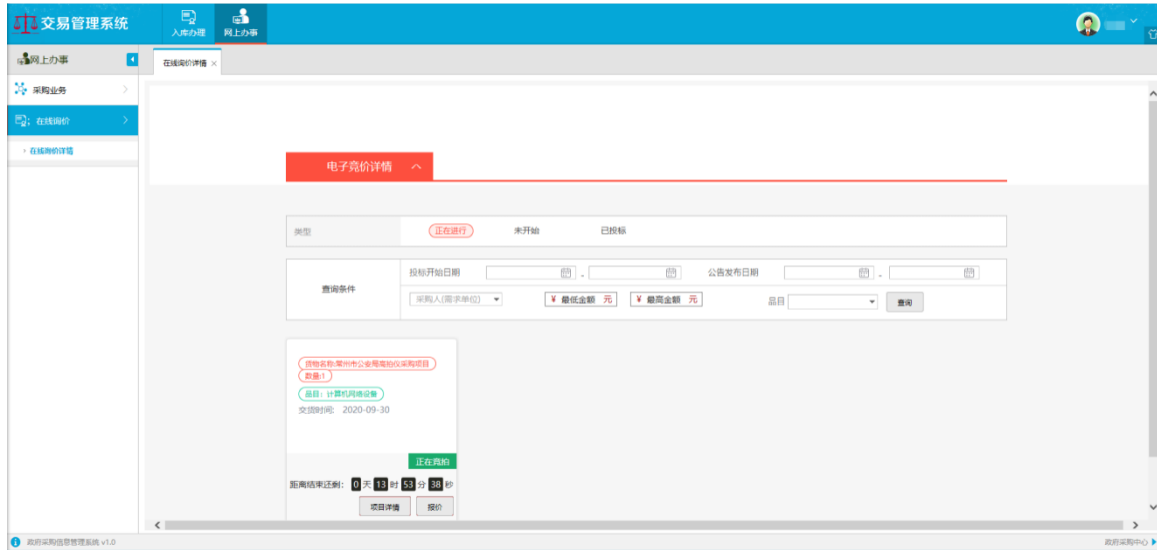 交易管理系统
入库办理 网上办事
网上办事
在线询价详情 ×
采购业务
在线询价
在线询价详情
电子竞价详情
类型 正在进行 未开始 已投标
查询条件
投标开始日期 - 公告发布日期 -
采购人(需求单位) ¥ 最低金额 元 ¥ 最高金额 元 品目 查询
货物名称:常州市公安局高拍仪采购项目
数量:1
品目：计算机网络设备
交货时间: 2020-09-30
正在竞拍
距离结束还剩: 0 天 13 时 53 分 38 秒
项目详情 报价
政府采购信息管理系统 v1.0
政府采购中心